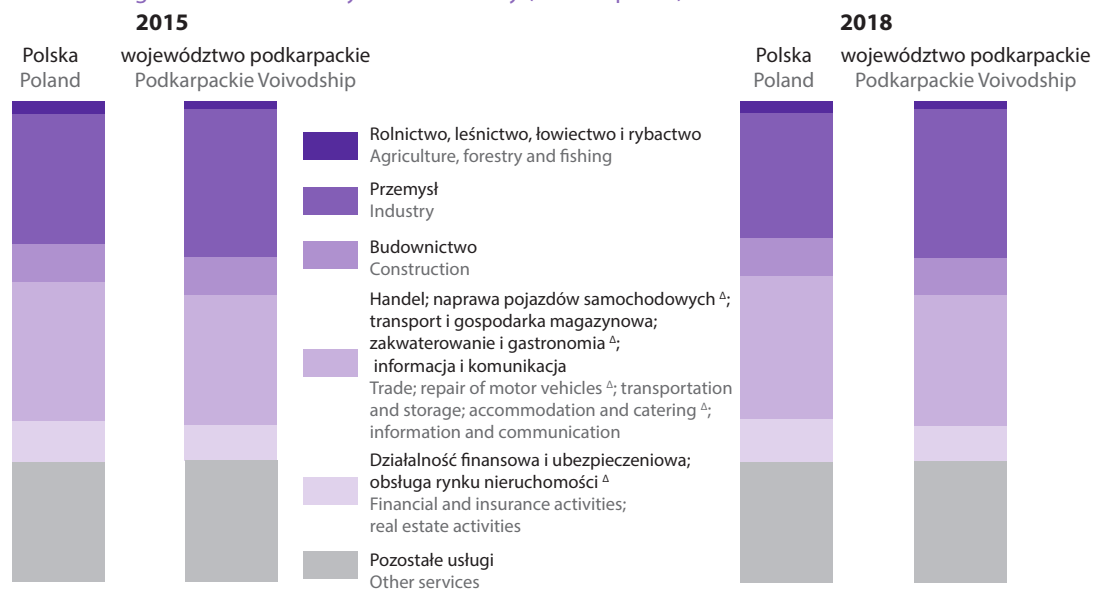 2015
2018
Polska
Poland
województwo podkarpackie
Podkarpackie Voivodship
Polska
Poland
województwo podkarpackie
Podkarpackie Voivodship
Rolnictwo, leśnictwo, łowiectwo i rybactwo
Agriculture, forestry and fishing
Przemysł
Industry
Budownictwo
Construction
Handel; naprawa pojazdów samochodowych Δ;
transport i gospodarka magazynowa;
zakwaterowanie i gastronomia Δ;
informacja i komunikacja
Trade; repair of motor vehicles Δ; transportation
and storage; accommodation and catering Δ;
information and communication
Działalność finansowa i ubezpieczeniowa;
obsługa rynku nieruchomości Δ
Financial and insurance activities;
real estate activities
Pozostałe usługi
Other services